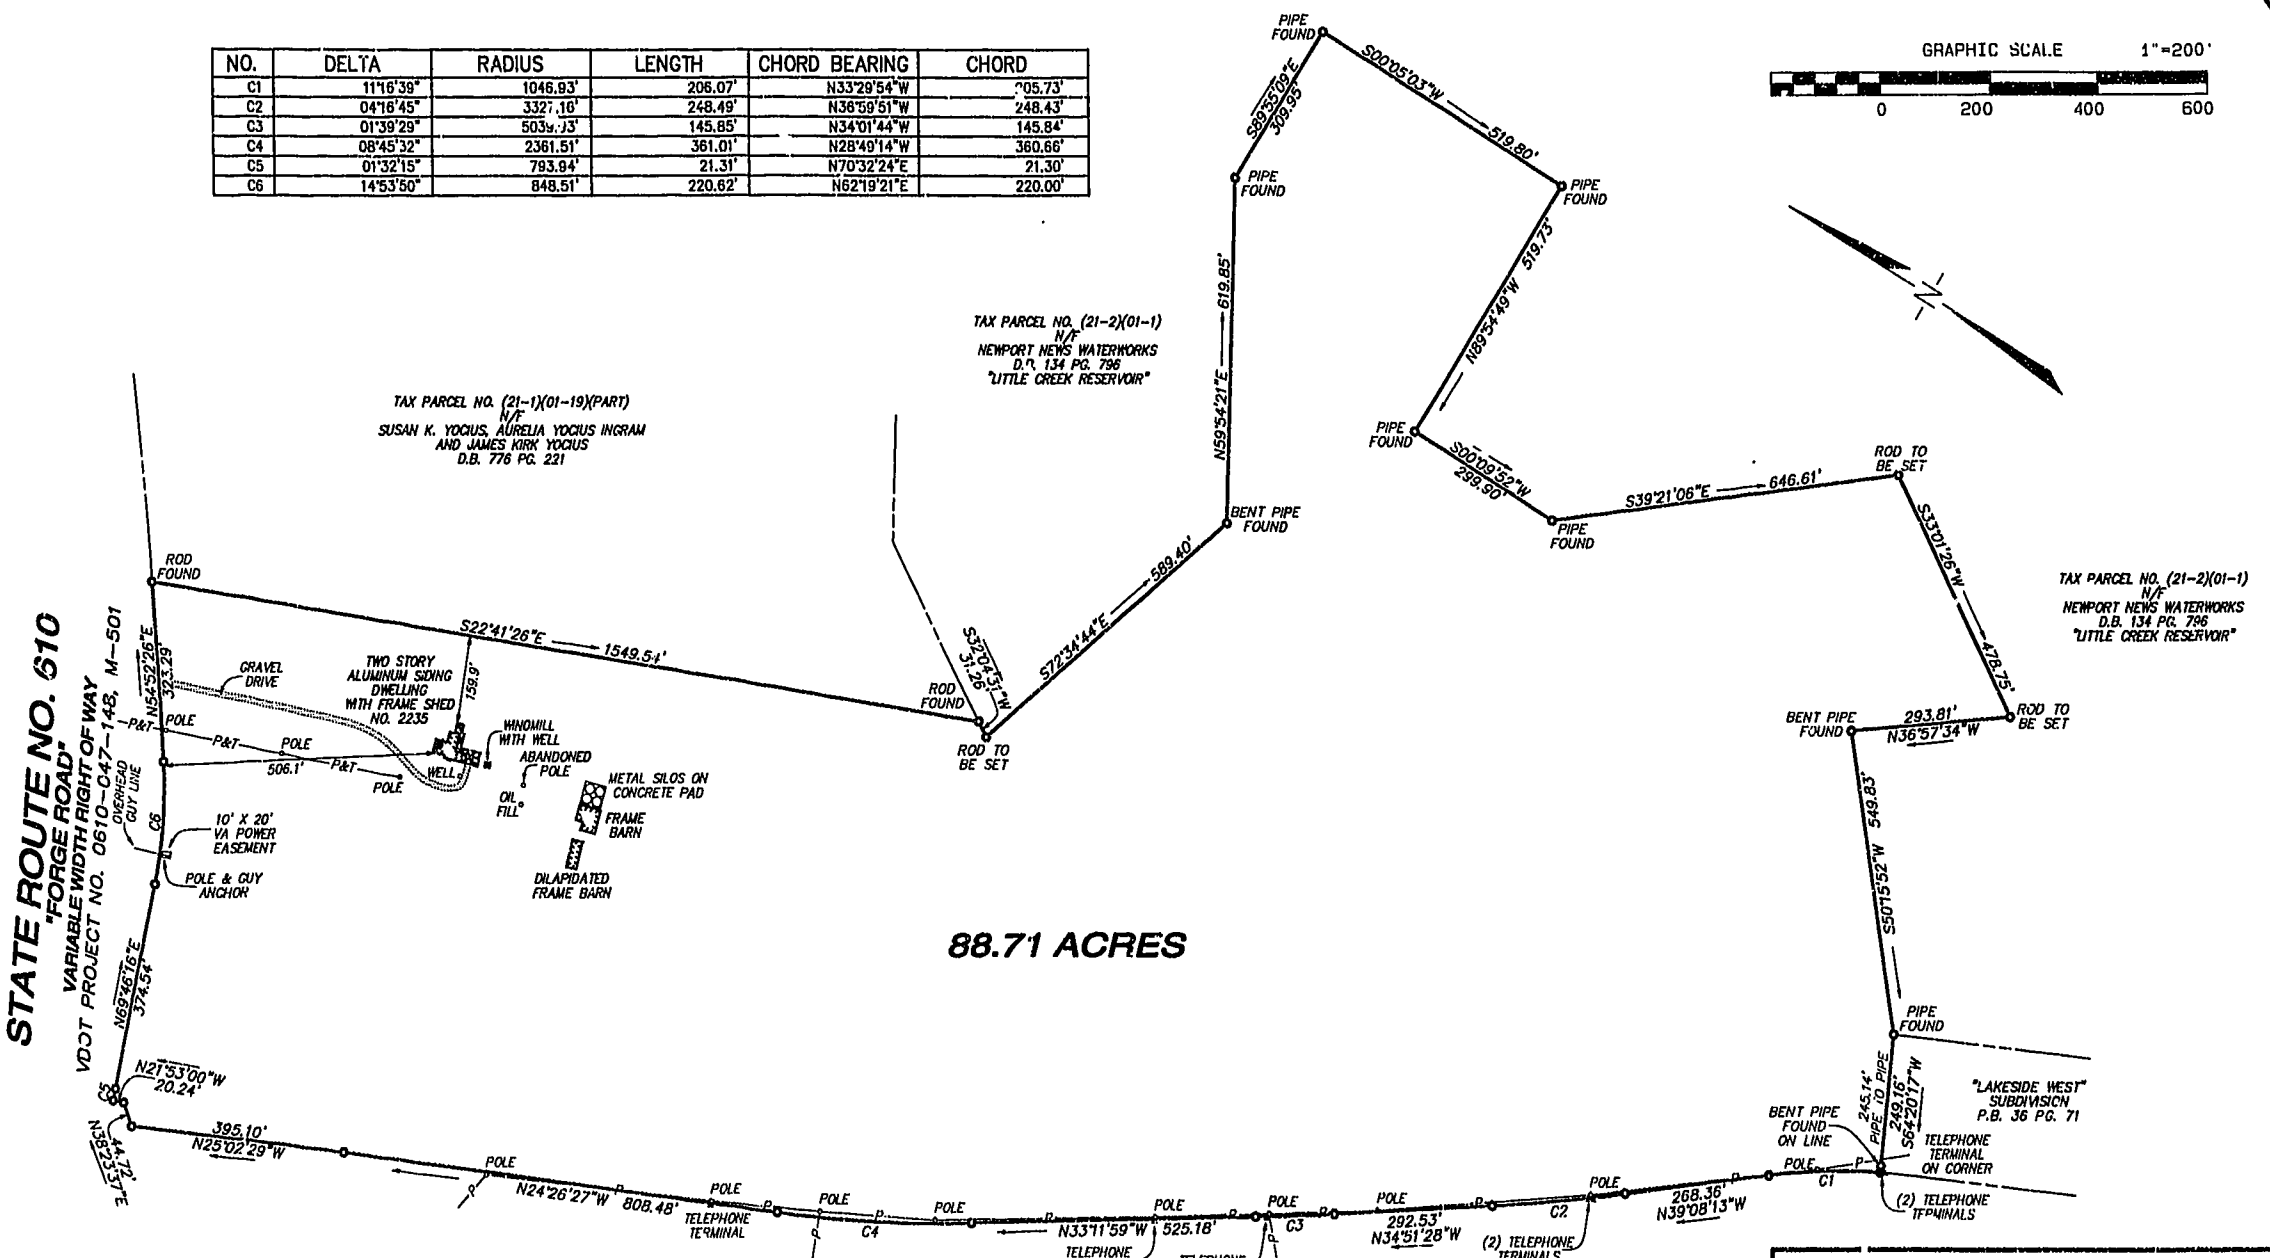 NO. DELTA RADIUS LENGTH CHORD BEARING CHORD
C1 11°16'39" 1046.93' 206.07' N33°29'54"W 05.73'
C2 04°16'45" 3327.16' 248.49' N36°59'51"W 248.43'
C3 01°39'29" 145.85' N34°01'44"W 145.84'
C4 08°45'32" 2361.51' 361.01' N28°49'14"W 360.66'
C5 01°32'15" 793.94' 21.31' N70°32'24"E 21.30'
C6 14°53'50" 848.51' 220.62' N62°19'21"E 220.00'
GRAPHIC SCALE 1"=200'
0 200 400 600
N
PIPE
FOUND
S89°55'09"E
309.95'
S00°05'03"W
519.80'
PIPE
FOUND
PIPE
FOUND
N89°54'49"W 519.73'
PIPE
FOUND
S00°09'52"W
299.90'
PIPE
FOUND
S39°21'06"E 646.61'
ROD TO
BE SET
S33°01'26"W
478.75'
ROD TO
BE SET
293.81'
N36°57'34"W
BENT PIPE
FOUND
S50°15'52"W 549.83'
PIPE
FOUND
TAX PARCEL NO. (21-2)(01-1)
N/F
NEWPORT NEWS WATERWORKS
D.B. 134 PG. 796
"LITTLE CREEK RESERVOIR"
TAX PARCEL NO. (21-2)(01-1)
N/F
NEWPORT NEWS WATERWORKS
134 PG. 796
"LITTLE CREEK RESERVOIR"
N59°54'21"E 619.85'
BENT PIPE
FOUND
S72°34'44"E 589.40'
TAX PARCEL NO. (21-1)(01-19)(PART)
N/F
SUSAN K. YOCIUS, AURELIA YOCIUS INGRAM
AND JAMES KIRK YOCIUS
D.B. 776 PG. 221
ROD
FOUND
S22°41'26"E 1549.54'
ROD
FOUND
S32°04'31"W
31.26'
ROD TO
BE SET
STATE ROUTE NO. 610
"FORGE ROAD"
VARIABLE WIDTH RIGHT OF WAY
VDOT PROJECT NO. 0610-047-148, M-501
N54°52'26"E
323.29'
GRAVEL
DRIVE
TWO STORY
ALUMINUM SIDING
DWELLING
WITH FRAME SHED
NO. 2235
159.9'
WINDMILL
WITH WELL
ABANDONED
POLE
WELL
OIL
FILL
METAL SILOS ON
CONCRETE PAD
FRAME
BARN
DILAPIDATED
FRAME BARN
P&T
POLE
P&T
POLE
P&T
POLE
506.1'
OVERHEAD
GUY LINE
C6
10' X 20'
VA POWER
EASEMENT
POLE & GUY
ANCHOR
N69°46'16"E
374.54'
C5
N21°53'00"W
20.24'
44.72'
N38°23'37"E
88.71 ACRES
395.10'
N25°02'29"W
POLE
P
N24°26'27"W 808.48'
P
POLE
TELEPHONE
TERMINAL
P
POLE
P
C4
P
POLE
P
N33°11'59"W 525.18'
POLE
TELEPHONE
P
POLE
TELEPHONE
P
C3
POLE
P
292.53'
N34°51'28"W
P
C2
POLE
(2) TELEPHONE
TERMINALS
268.36'
N39°08'13"W
P
POLE
P
C1
BENT PIPE
FOUND
ON LINE
245.14'
PIPE TO PIPE
249.16'
S64°20'17"W
"LAKESIDE WEST"
SUBDIVISION
P.B. 36 PG. 71
TELEPHONE
TERMINAL
ON CORNER
(2) TELEPHONE
TERMINALS